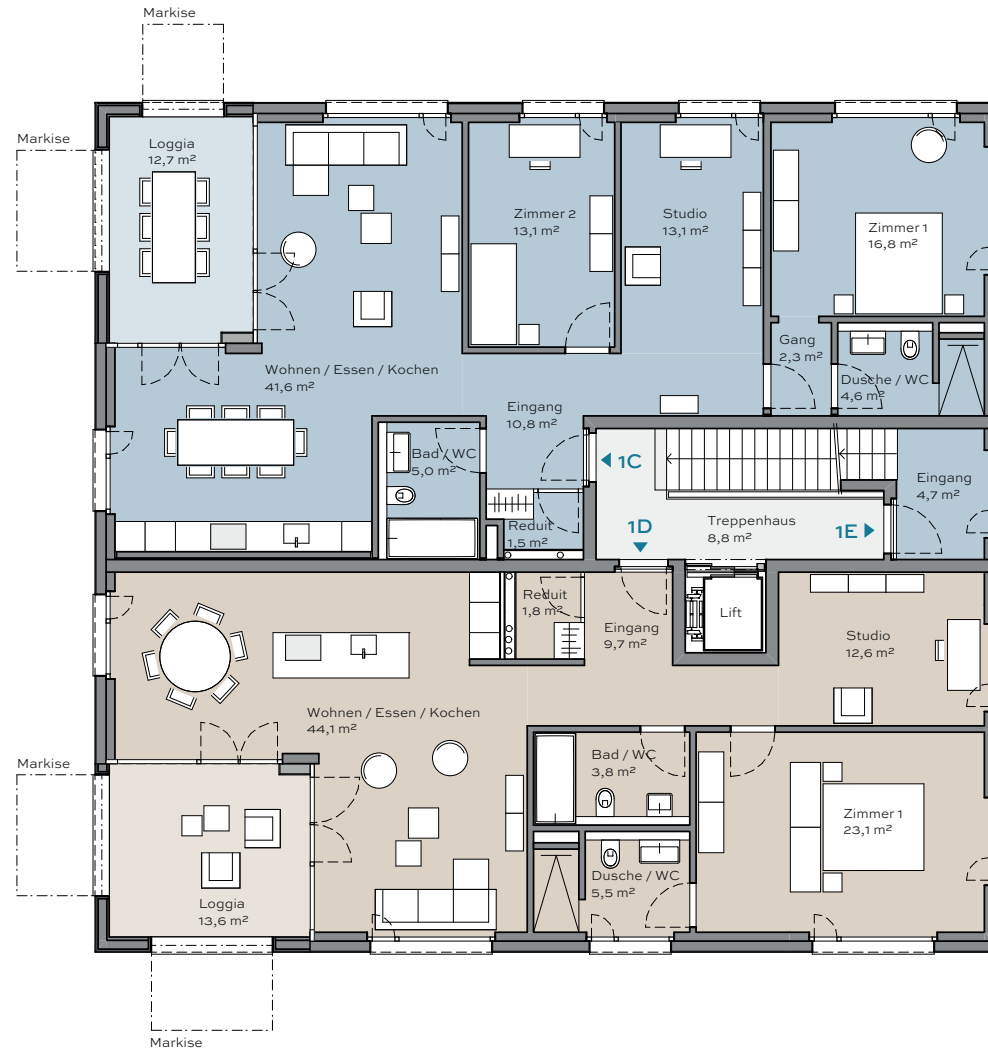 Markise
Markise
Loggia
12,7 m²
Zimmer 2
13,1 m²
Studio
13,1 m²
Zimmer 1
16,8 m²
Gang
2,3 m²
Wohnen / Essen / Kochen
41,6 m²
Dusche / WC
4,6 m²
Eingang
10,8 m²
Bad / WC
5,0 m²
1C
Eingang
4,7 m²
Reduit
1,5 m²
1D
Treppenhaus
8,8 m²
1E
Reduit
1,8 m²
Eingang
9,7 m²
Lift
Studio
12,6 m²
Wohnen / Essen / Kochen
44,1 m²
Markise
Bad / WC
3,8 m²
Zimmer 1
23,1 m²
Dusche / WC
5,5 m²
Loggia
13,6 m²
Markise